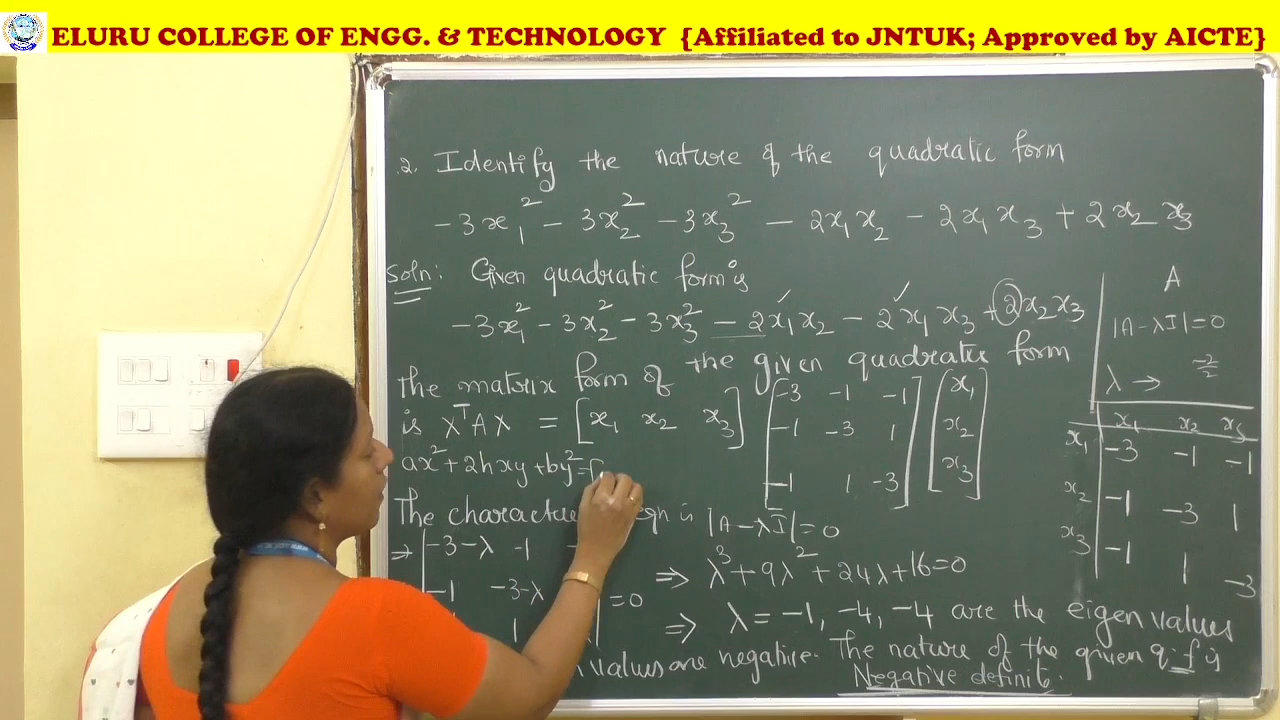 ELURU COLLEGE OF ENGG. & TECHNOLOGY {Affiliated to JNTUK; Approved by AICTE}
2. Identify the nature of the quadratic form
-3x₁² - 3x₂² - 3x₃² - 2x₁x₂ - 2x₁x₃ + 2x₂x₃
Soln: Given quadratic form is
-3x₁² - 3x₂² - 3x₃² - 2x₁x₂ - 2x₁x₃ + 2x₂x₃
The matrix form of the given quadratic form
is XᵀAX = [x₁ x₂ x₃] [-3 -1 -1] [x₁]
-1 -3 1 x₂
-1 1 -3 x₃
ax² + 2hxy + by² = [
The eqn is |A - λI| = 0
⇒ |-3-λ -1
-1 -3-λ
1 | = 0
⇒ λ³ + 9λ² + 24λ + 16 = 0
⇒ λ = -1, -4, -4 are the eigen values
values are negative. The nature of the given q.f is
Negative definit.
A
|A - λI| = 0
λ →
x₁ x₂ x₃
x₁ -3 -1 -1
x₂ -1 -3 1
x₃ -1 1 -3